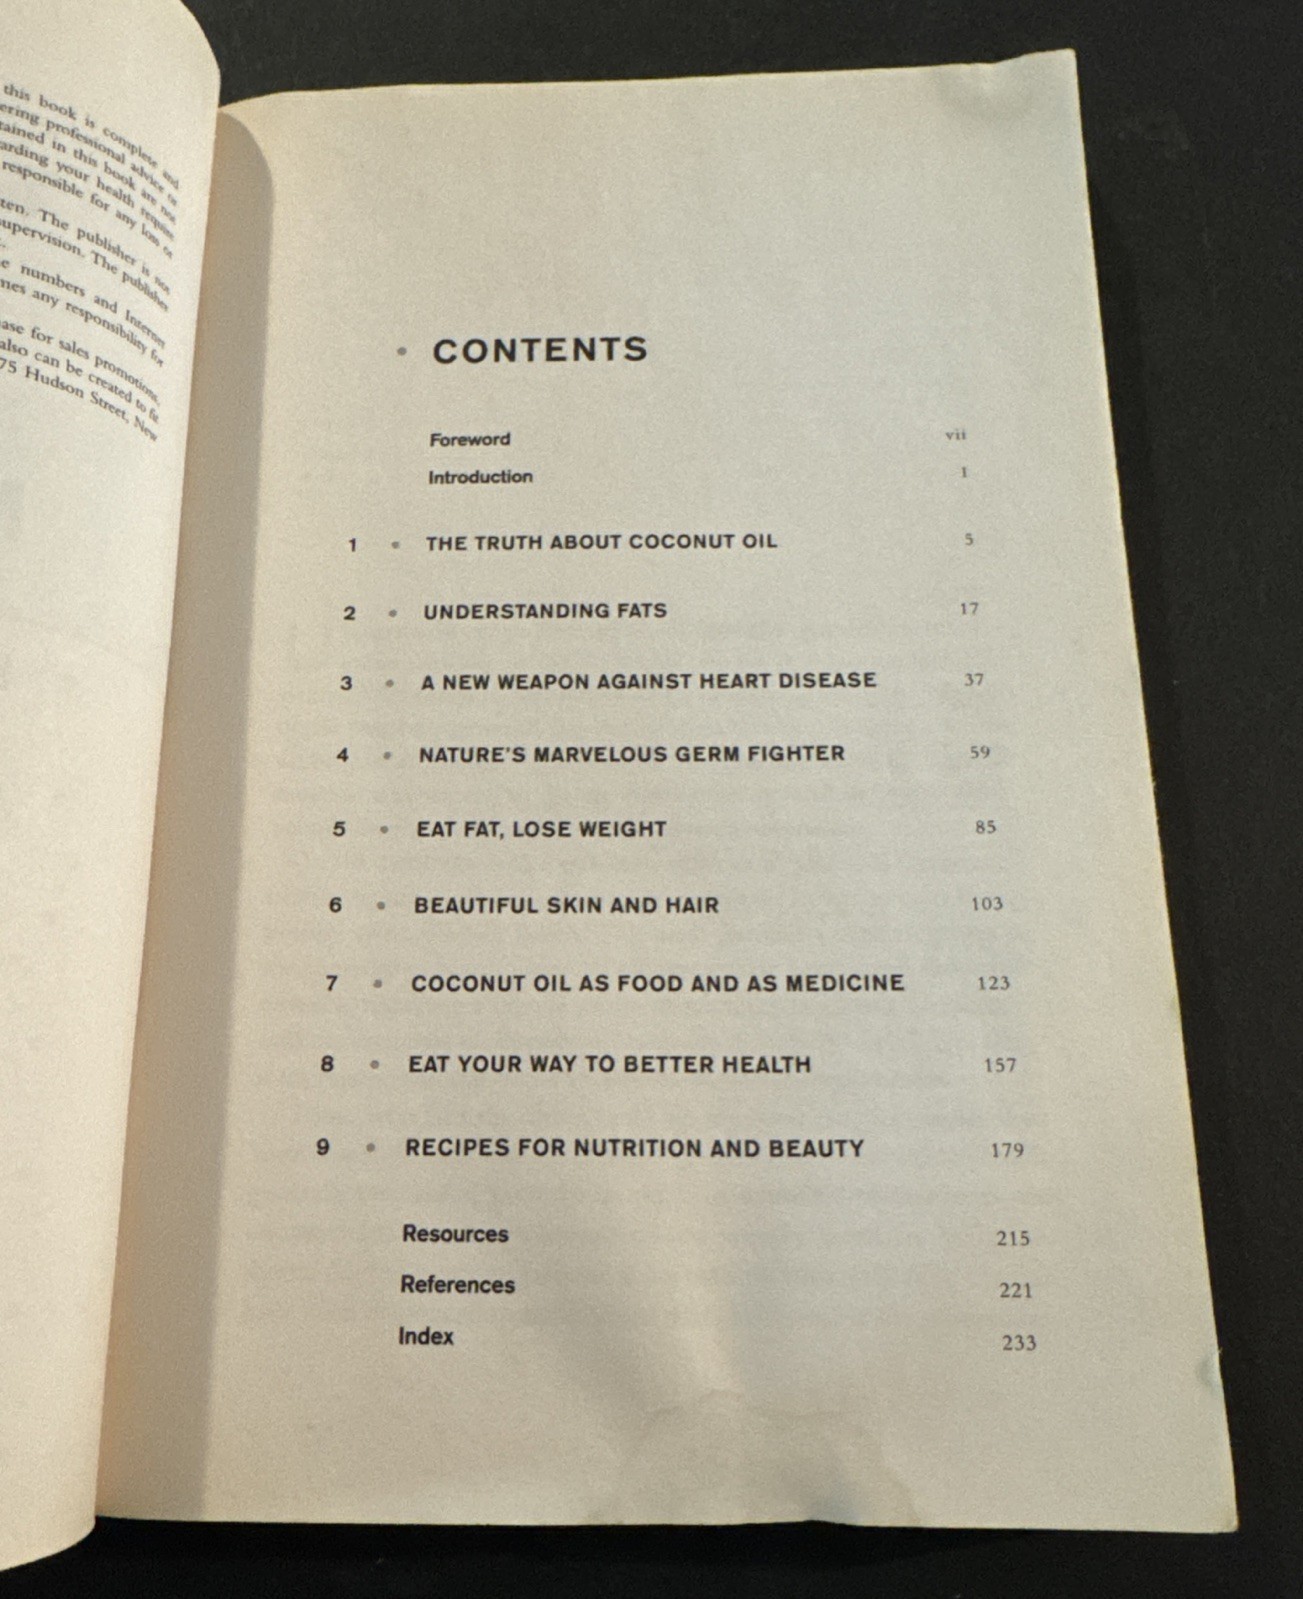 this book is complete and
ering professional advice or
tained in this book are not
arding your health require
responsible for any loss or
ten. The publisher is not
supervision. The publisher
e numbers and Internet
mes any responsibility for
ase for sales promotions,
also can be created to fit
75 Hudson Street, New
• CONTENTS
Foreword vii
Introduction 1
1 • THE TRUTH ABOUT COCONUT OIL 5
2 • UNDERSTANDING FATS 17
3 • A NEW WEAPON AGAINST HEART DISEASE 37
4 • NATURE'S MARVELOUS GERM FIGHTER 59
5 • EAT FAT, LOSE WEIGHT 85
6 • BEAUTIFUL SKIN AND HAIR 103
7 • COCONUT OIL AS FOOD AND AS MEDICINE 123
8 • EAT YOUR WAY TO BETTER HEALTH 157
9 • RECIPES FOR NUTRITION AND BEAUTY 179
Resources 215
References 221
Index 233